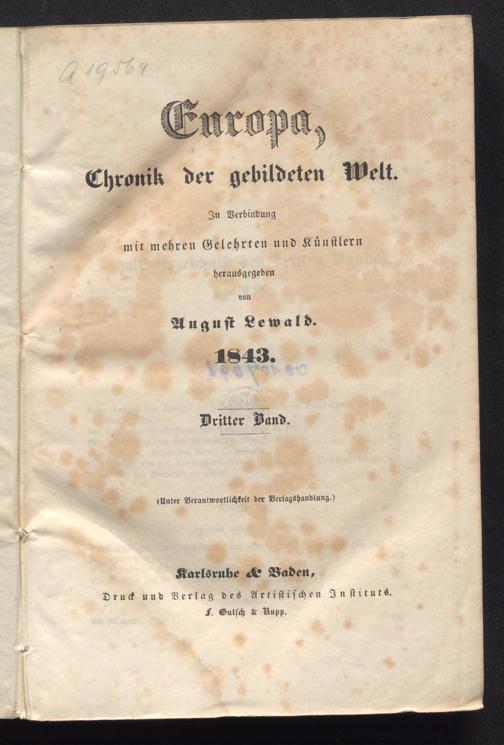 A 19564
Europa,
Chronik der gebildeten Welt.
In Verbindung
mit mehren Gelehrten und Künstlern
herausgegeben
von
August Lewald.
1843.
Dritter Band.
(Unter Verantwortlichkeit der Verlagshandlung.)
Karlsruhe & Baden,
Druck und Verlag des Artistischen Instituts.
F. Gutsch & Rupp.